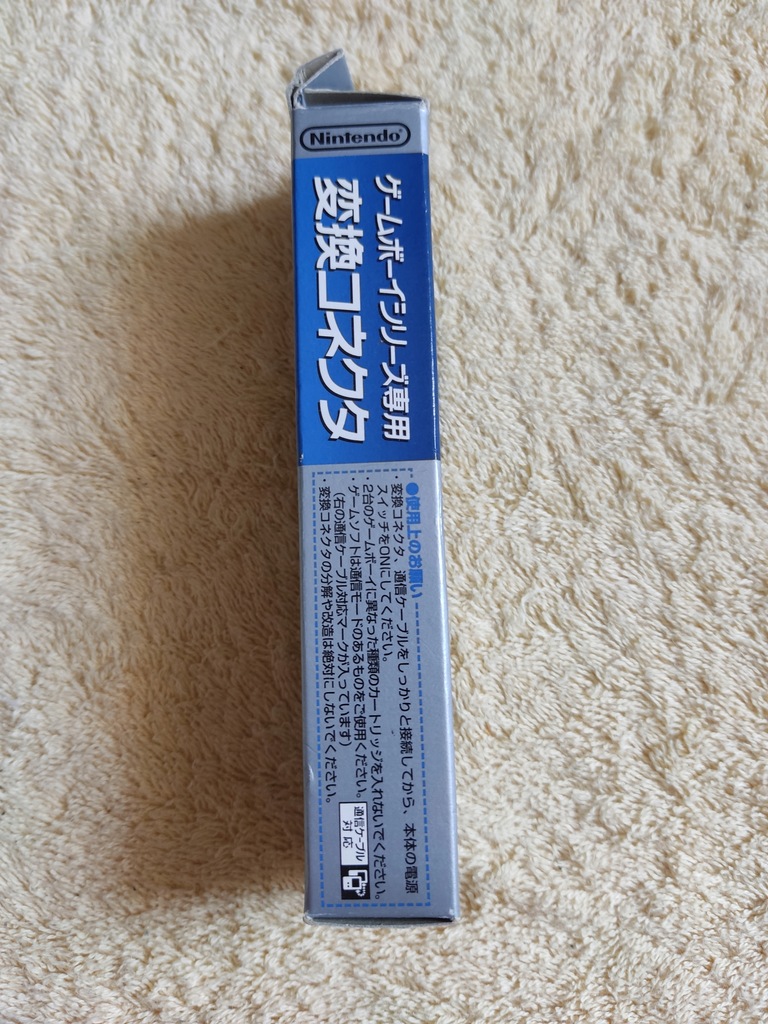 Nintendo
ゲームボーイシリーズ専用
変換コネクタ
●使用上のお願い
・変換コネクタ、通信ケーブルをしっかりと接続してから、本体の電源
スイッチをONにしてください。
・2台のゲームボーイに異なった種類のカートリッジを入れないでください。
・ゲームソフトは通信モードのあるものをご使用ください。
(右の通信ケーブル対応マークが入っています)
・変換コネクタの分解や改造は絶対にしないでください。
通信ケーブル
対応